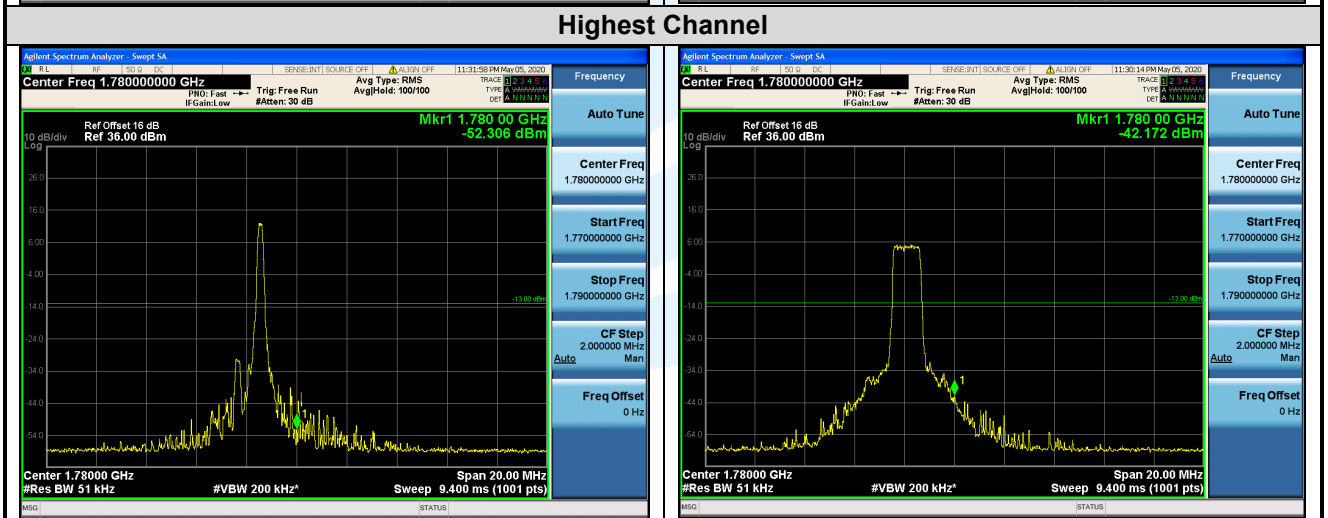 Highest Channel
Agilent Spectrum Analyzer - Swept SA
RL RF 50 Ω DC SENSE:INT SOURCE OFF ALIGN OFF 11:31:58 PM May 05, 2020
Center Freq 1.780000000 GHz
PNO: Fast
IFGain:Low
Trig: Free Run
#Atten: 30 dB
Avg Type: RMS
Avg|Hold: 100/100
TRACE 1 2 3 4 5 6
TYPE A
DET A N N N N N
Frequency
Mkr1 1.780 00 GHz
-52.306 dBm
Ref Offset 16 dB
10 dB/div Ref 36.00 dBm
Log
26.0
16.0
6.00
-4.00
-14.0
-24.0
-34.0
-44.0
-54.0
-13.00 dBm
1
Center 1.78000 GHz Span 20.00 MHz
#Res BW 51 kHz #VBW 200 kHz* Sweep 9.400 ms (1001 pts)
MSG STATUS
Auto Tune
Center Freq
1.780000000 GHz
Start Freq
1.770000000 GHz
Stop Freq
1.790000000 GHz
CF Step
2.000000 MHz
Auto Man
Freq Offset
0 Hz
Agilent Spectrum Analyzer - Swept SA
RL RF 50 Ω DC SENSE:INT SOURCE OFF ALIGN OFF 11:30:14 PM May 05, 2020
Center Freq 1.780000000 GHz
PNO: Fast
IFGain:Low
Trig: Free Run
#Atten: 30 dB
Avg Type: RMS
Avg|Hold: 100/100
TRACE 1 2 3 4 5 6
TYPE A
DET A N N N N N
Frequency
Mkr1 1.780 00 GHz
-42.172 dBm
Ref Offset 16 dB
10 dB/div Ref 36.00 dBm
Log
26.0
16.0
6.00
-4.00
-14.0
-24.0
-34.0
-44.0
-54.0
-13.00 dBm
1
Center 1.78000 GHz Span 20.00 MHz
#Res BW 51 kHz #VBW 200 kHz* Sweep 9.400 ms (1001 pts)
MSG STATUS
Auto Tune
Center Freq
1.780000000 GHz
Start Freq
1.770000000 GHz
Stop Freq
1.790000000 GHz
CF Step
2.000000 MHz
Auto Man
Freq Offset
0 Hz